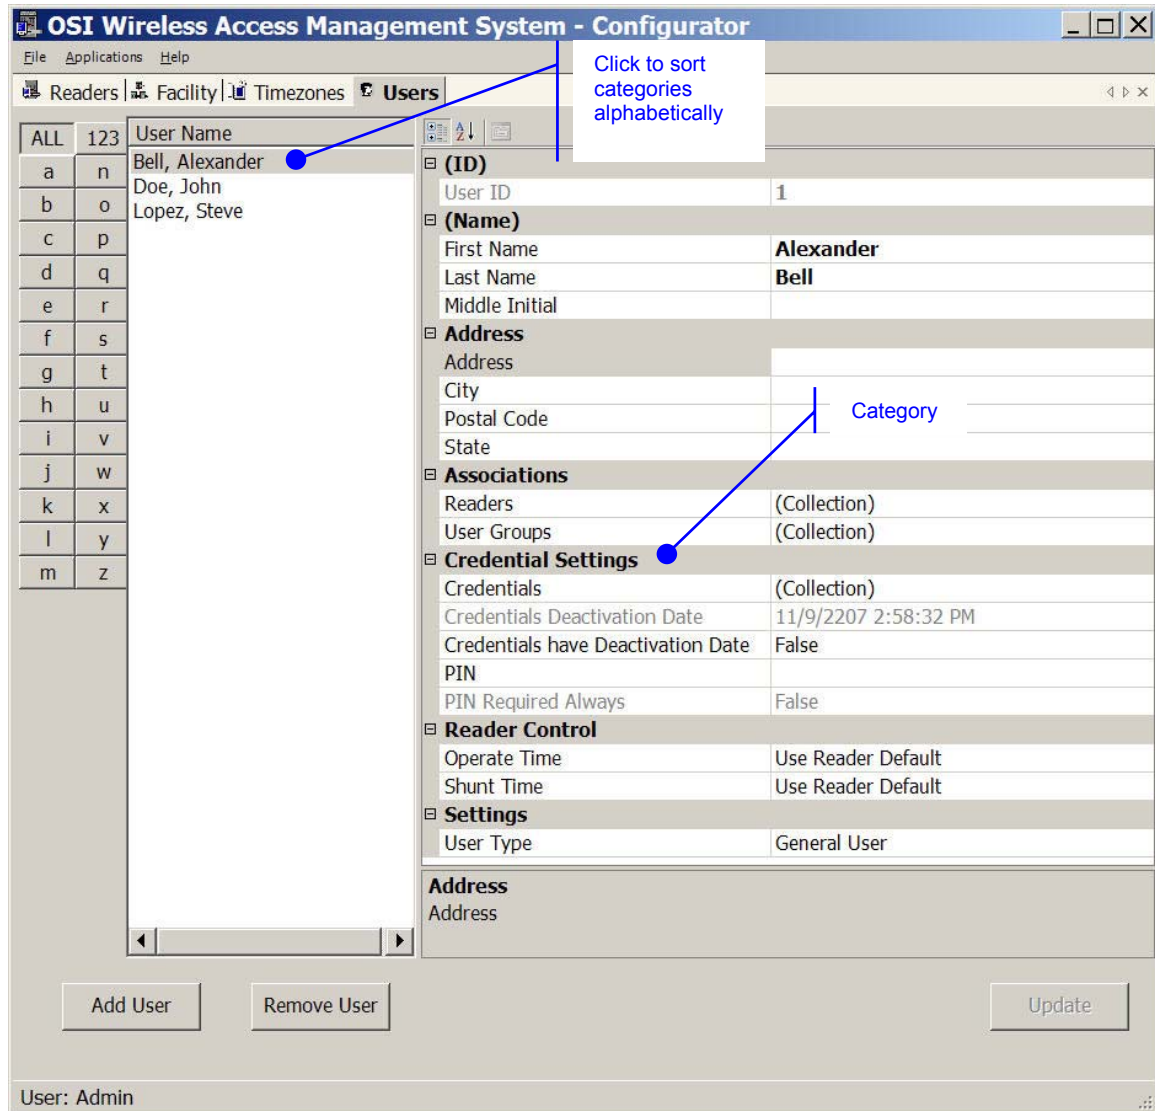 OSI Wireless Access Management System - Configurator
File Applications Help
Readers Facility Timezones Users
Click to sort
categories
alphabetically
ALL 123
a n
b o
c p
d q
e r
f s
g t
h u
i v
j w
k x
l y
m z
User Name
Bell, Alexander
Doe, John
Lopez, Steve
(ID)
User ID 1
(Name)
First Name Alexander
Last Name Bell
Middle Initial
Address
Address
City
Postal Code
State
Category
Associations
Readers (Collection)
User Groups (Collection)
Credential Settings
Credentials (Collection)
Credentials Deactivation Date 11/9/2207 2:58:32 PM
Credentials have Deactivation Date False
PIN
PIN Required Always False
Reader Control
Operate Time Use Reader Default
Shunt Time Use Reader Default
Settings
User Type General User
Address
Address
Add User Remove User Update
User: Admin